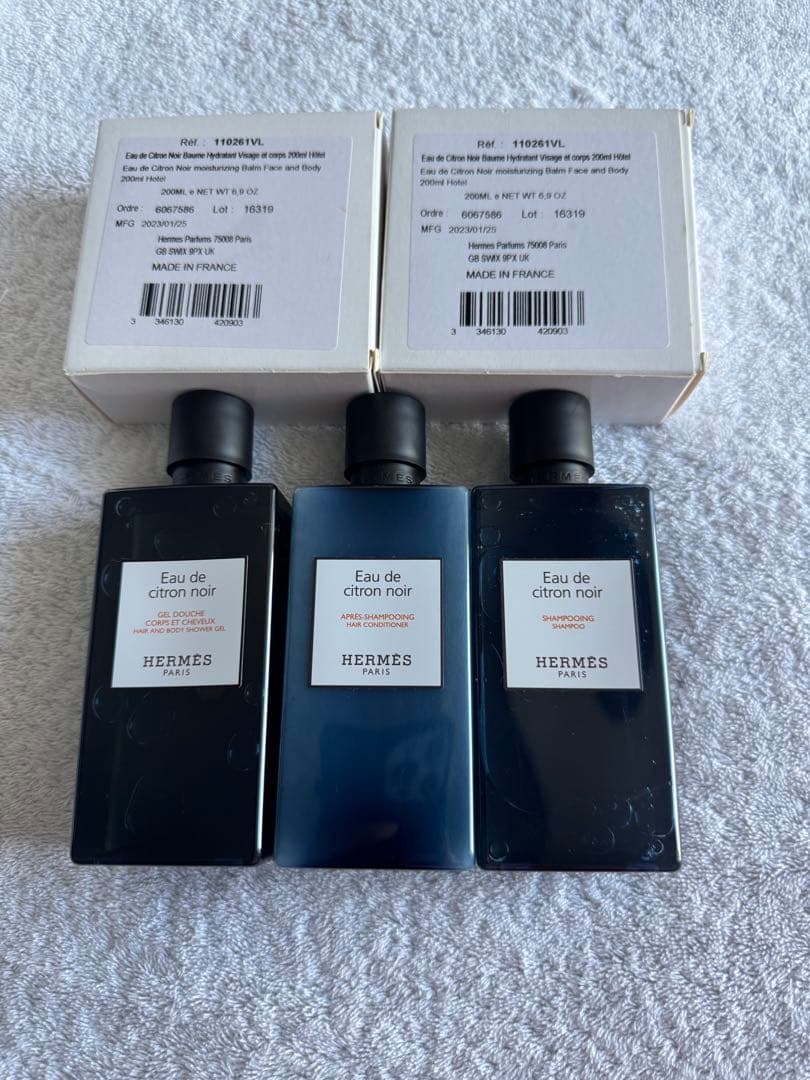 Réf. : 110261VL
Eau de Citron Noir Baume Hydratant Visage et corps 200ml Hôtel
Eau de Citron Noir moisturizing Balm Face and Body
200ml Hotel
200ML e NET WT 6,9 OZ
Ordre : 6067586 Lot : 16319
MFG 2023/01/25
Hermes Parfums 75008 Paris
GB SWIX 9PX UK
MADE IN FRANCE
3 346130 420903
Réf. : 110261VL
Eau de Citron Noir Baume Hydratant Visage et corps 200ml Hôtel
Eau de Citron Noir moisturizing Balm Face and Body
200ml Hotel
200ML e NET WT 6,9 OZ
Ordre : 6067586 Lot : 16319
MFG 2023/01/25
Hermes Parfums 75008 Paris
GB SWIX 9PX UK
MADE IN FRANCE
3 346130 420903
HERMÈS
HERMÈS
HERMÈS
Eau de
citron noir
GEL DOUCHE
CORPS ET CHEVEUX
HAIR AND BODY SHOWER GEL
HERMÈS
PARIS
Eau de
citron noir
APRÈS-SHAMPOOING
HAIR CONDITIONER
HERMÈS
PARIS
Eau de
citron noir
SHAMPOOING
SHAMPOO
HERMÈS
PARIS